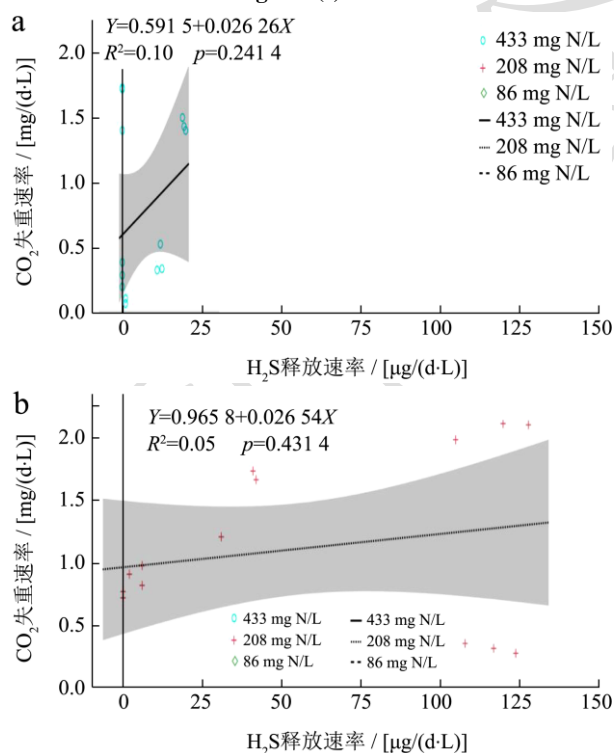 a
Y=0.591 5+0.026 26X
R²=0.10 p=0.241 4
433 mg N/L
208 mg N/L
86 mg N/L
433 mg N/L
208 mg N/L
86 mg N/L
CO₂失重速率 / [mg/(d·L)]
2.0
1.5
1.0
0.5
0.0
0 25 50 75 100 125 150
H₂S释放速率 / [μg/(d·L)]
b
Y=0.965 8+0.026 54X
R²=0.05 p=0.431 4
CO₂失重速率 / [mg/(d·L)]
2.0
1.5
1.0
0.5
0.0
433 mg N/L 433 mg N/L
208 mg N/L 208 mg N/L
86 mg N/L 86 mg N/L
0 25 50 75 100 125 150
H₂S释放速率 / [μg/(d·L)]